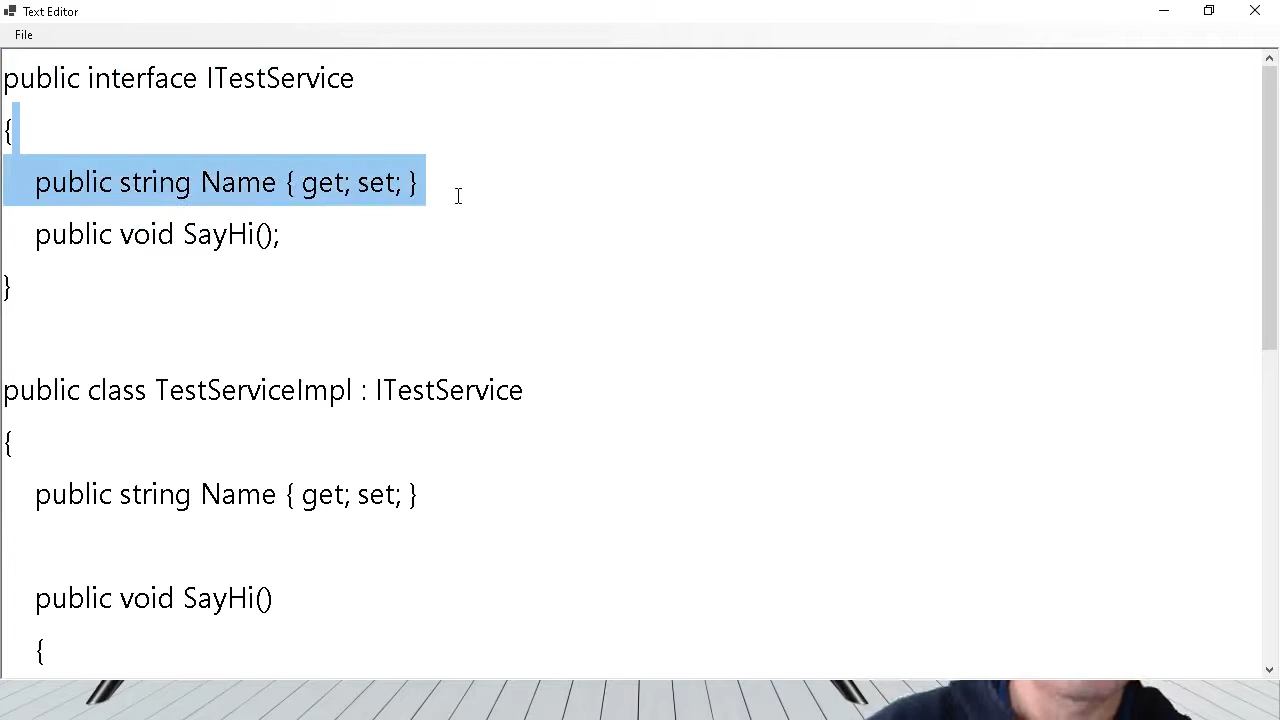 Text Editor
File
public interface ITestService
{
public string Name { get; set; }
public void SayHi();
}
public class TestServiceImpl : ITestService
{
public string Name { get; set; }
public void SayHi()
{